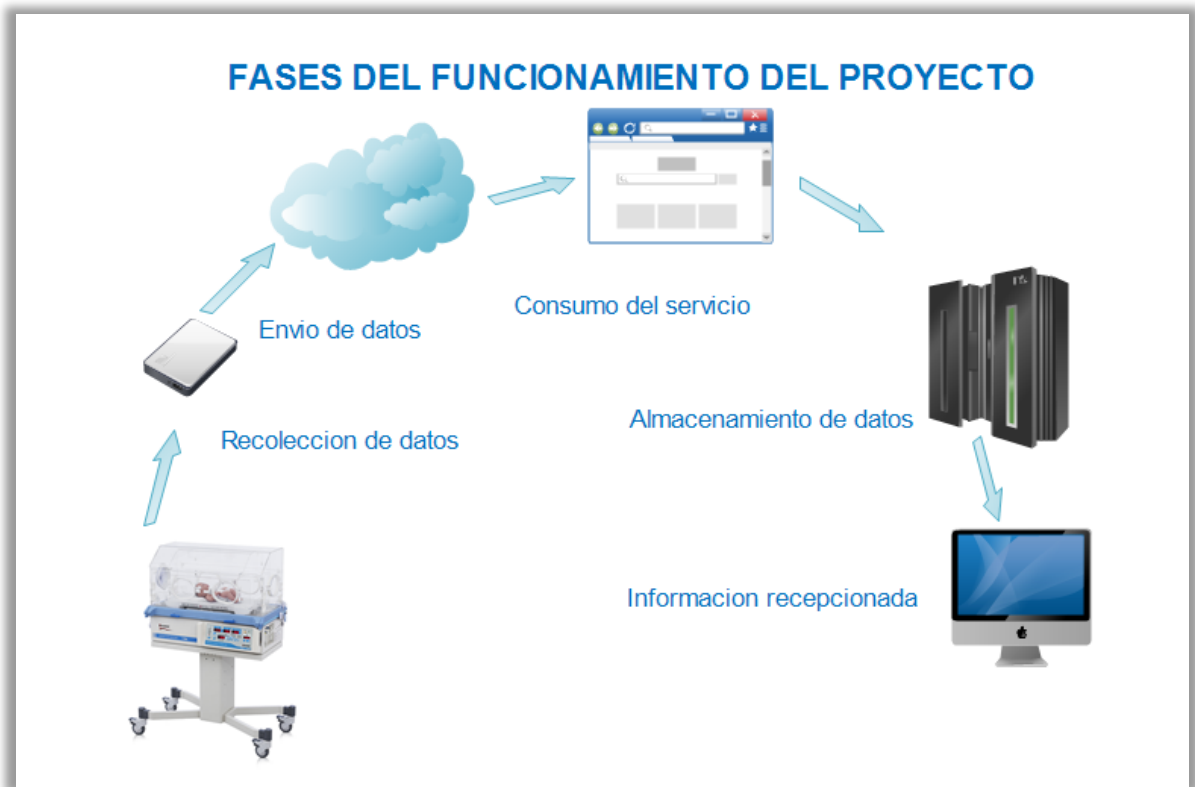 FASES DEL FUNCIONAMIENTO DEL PROYECTO
Consumo del servicio
Envio de datos
Almacenamiento de datos
Recoleccion de datos
Informacion recepcionada